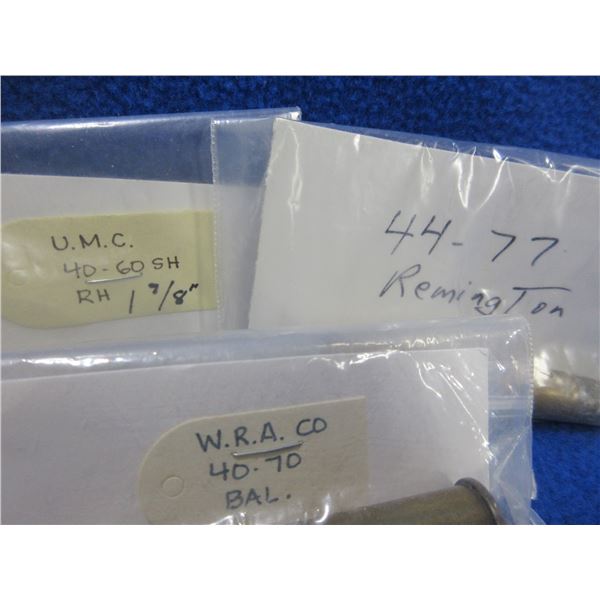 U.M.C.
40-60 SH
RH 1 7/8"
44-77
Remington
W.R.A. CO
40-70
BAL.